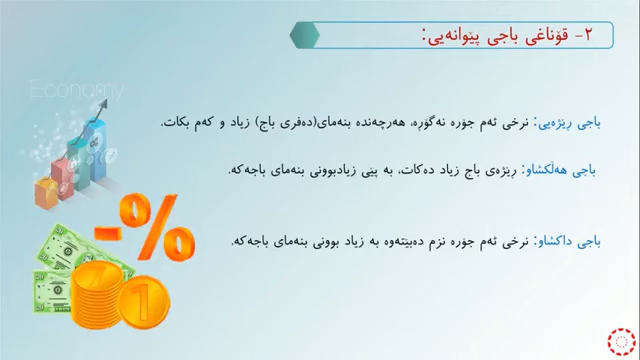 ٢- قۆناغی باجی پێوانەیی:
Economy
باجی ڕێژەیی: نرخی ئەم جۆرە نەگۆڕە، هەرچەندە بنەمای(دەفری باج) زیاد و کەم بکات.
باجی هەڵکشاو: ڕێژەی باج زیاد دەکات، بە پێی زیادبوونی بنەمای باجەکە.
باجی داکشاو: نرخی ئەم جۆرە نزم دەبێتەوە بە زیاد بوونی بنەمای باجەکە.
-%
1